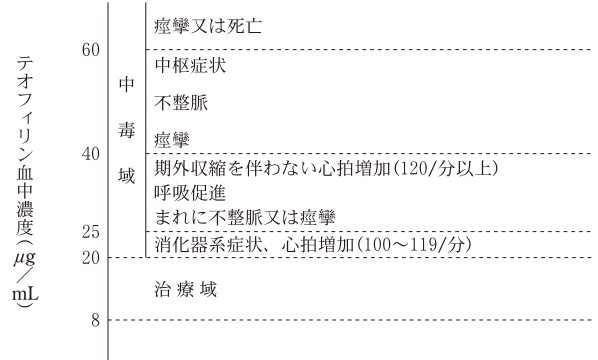 テオフィリン血中濃度(μg/mL)
中毒域
痙攣又は死亡
60
中枢症状
不整脈
痙攣
40
期外収縮を伴わない心拍増加(120/分以上)
呼吸促進
まれに不整脈又は痙攣
25
消化器系症状、心拍増加(100～119/分)
20
治療域
8